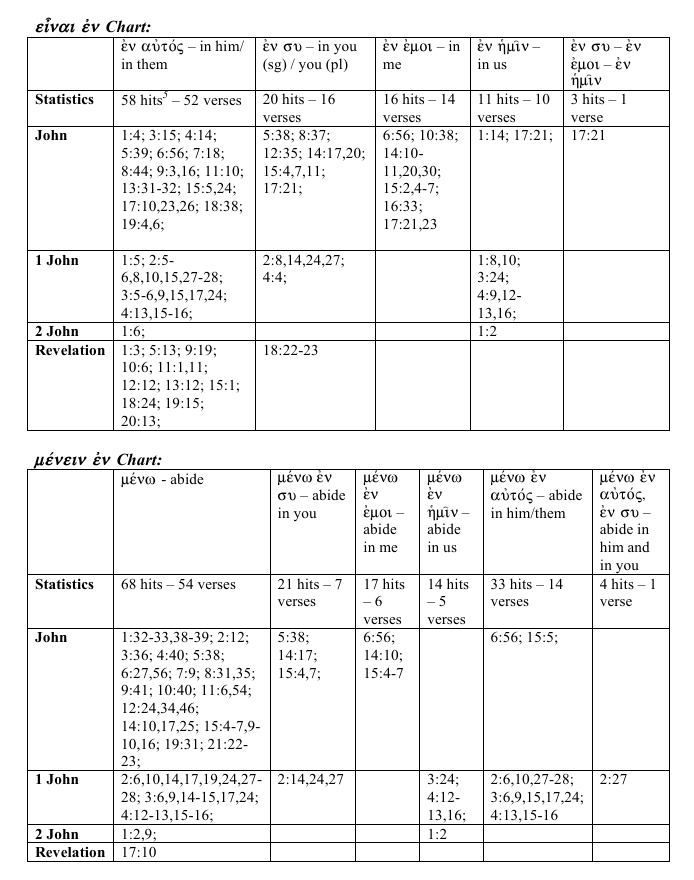 εἶναι ἐν Chart:
ἐν αὐτός – in him/
in them
ἐν συ – in you
(sg) / you (pl)
ἐν ἐμοι – in
me
ἐν ἡμῖν –
in us
ἐν συ – ἐν
ἐμοι – ἐν
ἡμῖν
Statistics
58 hits5 – 52 verses
20 hits – 16
verses
16 hits – 14
verses
11 hits – 10
verses
3 hits – 1
verse
John
1:4; 3:15; 4:14;
5:39; 6:56; 7:18;
8:44; 9:3,16; 11:10;
13:31-32; 15:5,24;
17:10,23,26; 18:38;
19:4,6;
5:38; 8:37;
12:35; 14:17,20;
15:4,7,11;
17:21;
6:56; 10:38;
14:10-
11,20,30;
15:2,4-7;
16:33;
17:21,23
1:14; 17:21;
17:21
1 John
1:5; 2:5-
6,8,10,15,27-28;
3:5-6,9,15,17,24;
4:13,15-16;
2:8,14,24,27;
4:4;
1:8,10;
3:24;
4:9,12-
13,16;
2 John
1:6;
1:2
Revelation
1:3; 5:13; 9:19;
10:6; 11:1,11;
12:12; 13:12; 15:1;
18:24; 19:15;
20:13;
18:22-23
μένειν ἐν Chart:
μένω - abide
μένω ἐν
συ – abide
in you
μένω
ἐν
ἐμοι –
abide
in me
μένω
ἐν
ἡμῖν –
abide
in us
μένω ἐν
αὐτός – abide
in him/them
μένω ἐν
αὐτός,
ἐν συ –
abide in
him and
in you
Statistics
68 hits – 54 verses
21 hits – 7
verses
17 hits
– 6
verses
14 hits
– 5
verses
33 hits – 14
verses
4 hits – 1
verse
John
1:32-33,38-39; 2:12;
3:36; 4:40; 5:38;
6:27,56; 7:9; 8:31,35;
9:41; 10:40; 11:6,54;
12:24,34,46;
14:10,17,25; 15:4-7,9-
10,16; 19:31; 21:22-
23;
5:38;
14:17;
15:4,7;
6:56;
14:10;
15:4-7
6:56; 15:5;
1 John
2:6,10,14,17,19,24,27-
28; 3:6,9,14-15,17,24;
4:12-13,15-16;
2:14,24,27
3:24;
4:12-
13,16;
2:6,10,27-28;
3:6,9,15,17,24;
4:13,15-16
2:27
2 John
1:2,9;
1:2
Revelation
17:10